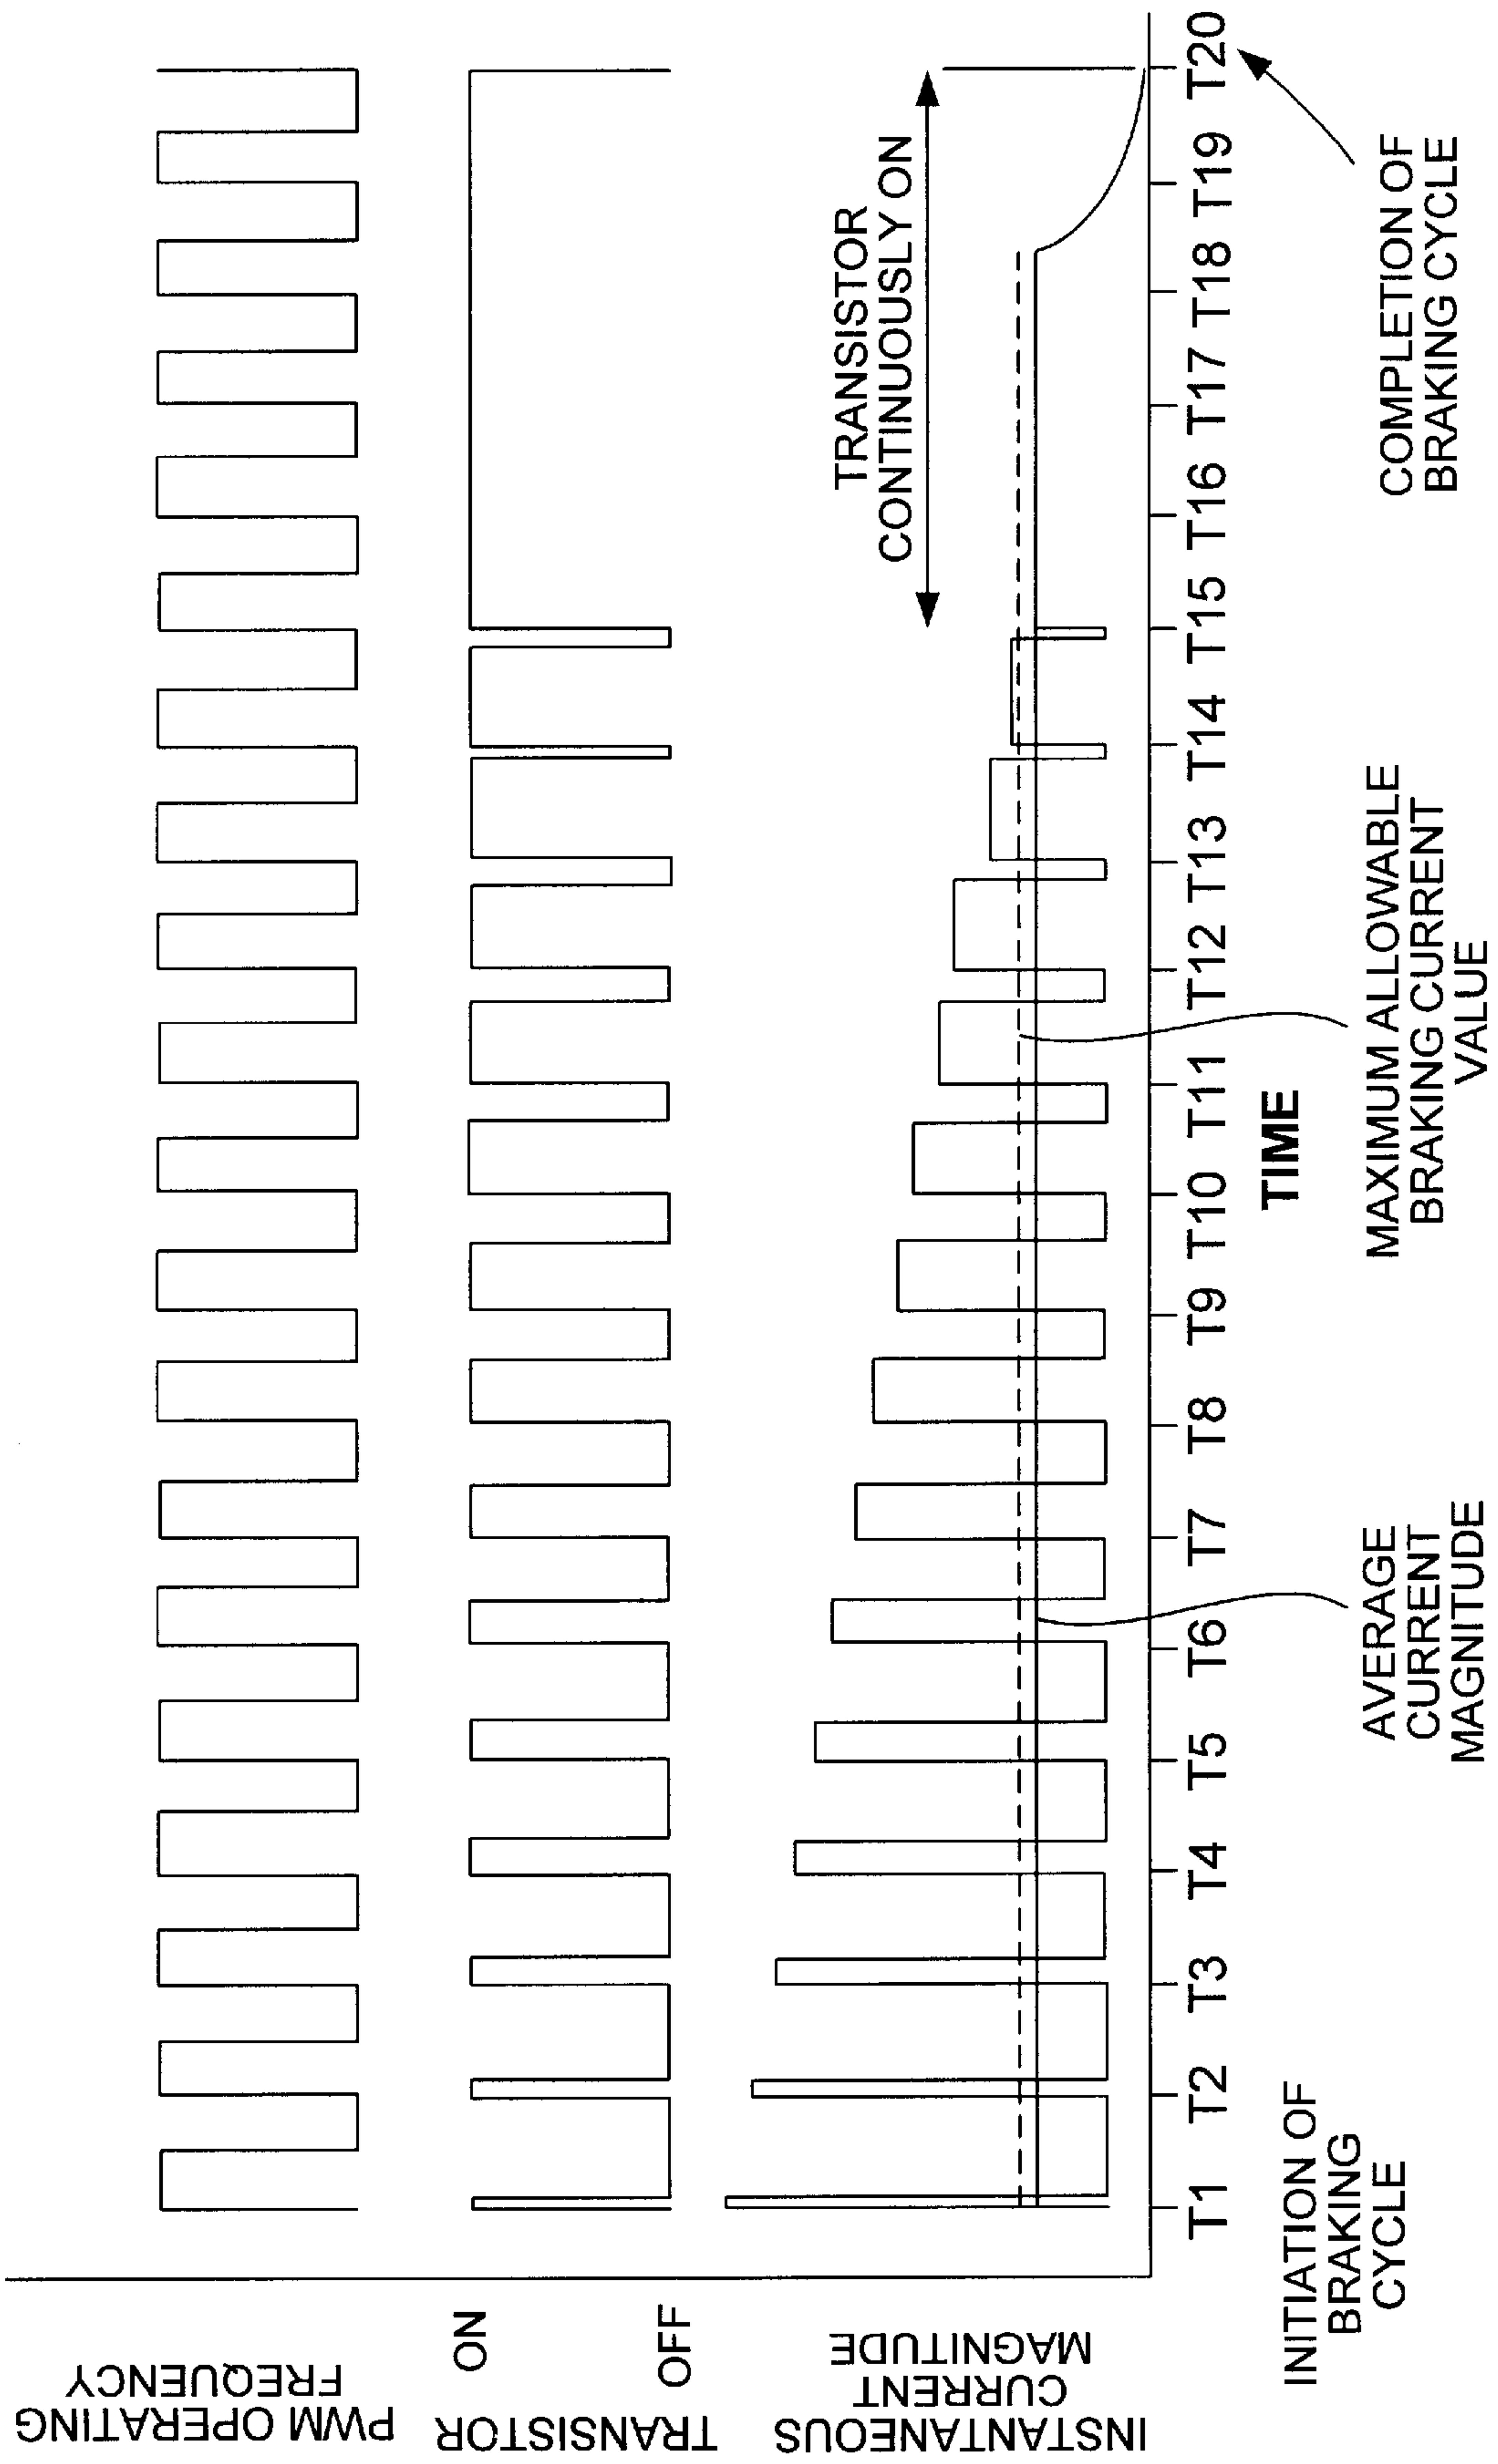 PWM OPERATING
FREQUENCY
TRANSISTOR
ON
OFF
INSTANTANEOUS
CURRENT
MAGNITUDE
TRANSISTOR
CONTINUOUSLY ON
T1 T2 T3 T4 T5 T6 T7 T8 T9 T10 T11 T12 T13 T14 T15 T16 T17 T18 T19 T20
TIME
INITIATION OF
BRAKING
CYCLE
AVERAGE
CURRENT
MAGNITUDE
MAXIMUM ALLOWABLE
BRAKING CURRENT
VALUE
COMPLETION OF
BRAKING CYCLE